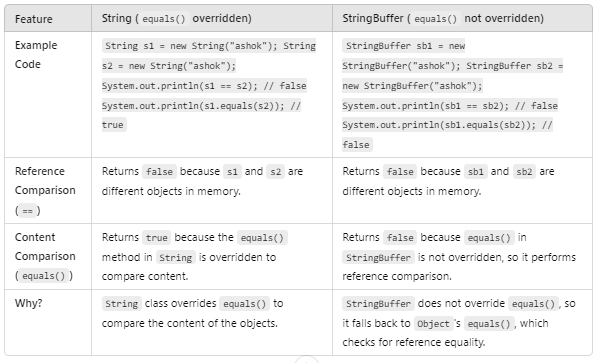 Feature
String ( equals() overridden)
StringBuffer ( equals() not overridden)
Example
Code
String s1 = new String("ashok"); String
s2 = new String("ashok");
System.out.println(s1 == s2); // false
System.out.println(s1.equals(s2)); //
true
StringBuffer sb1 = new
StringBuffer("ashok"); StringBuffer sb2 =
new StringBuffer("ashok");
System.out.println(sb1 == sb2); // false
System.out.println(sb1.equals(sb2)); //
false
Reference
Comparison
( == )
Returns false because s1 and s2 are
different objects in memory.
Returns false because sb1 and sb2 are
different objects in memory.
Content
Comparison
( equals() )
Returns true because the equals()
method in String is overridden to
compare content.
Returns false because equals() in
StringBuffer is not overridden, so it performs
reference comparison.
Why?
String class overrides equals() to
compare the content of the objects.
StringBuffer does not override equals() , so
it falls back to Object 's equals() , which
checks for reference equality.